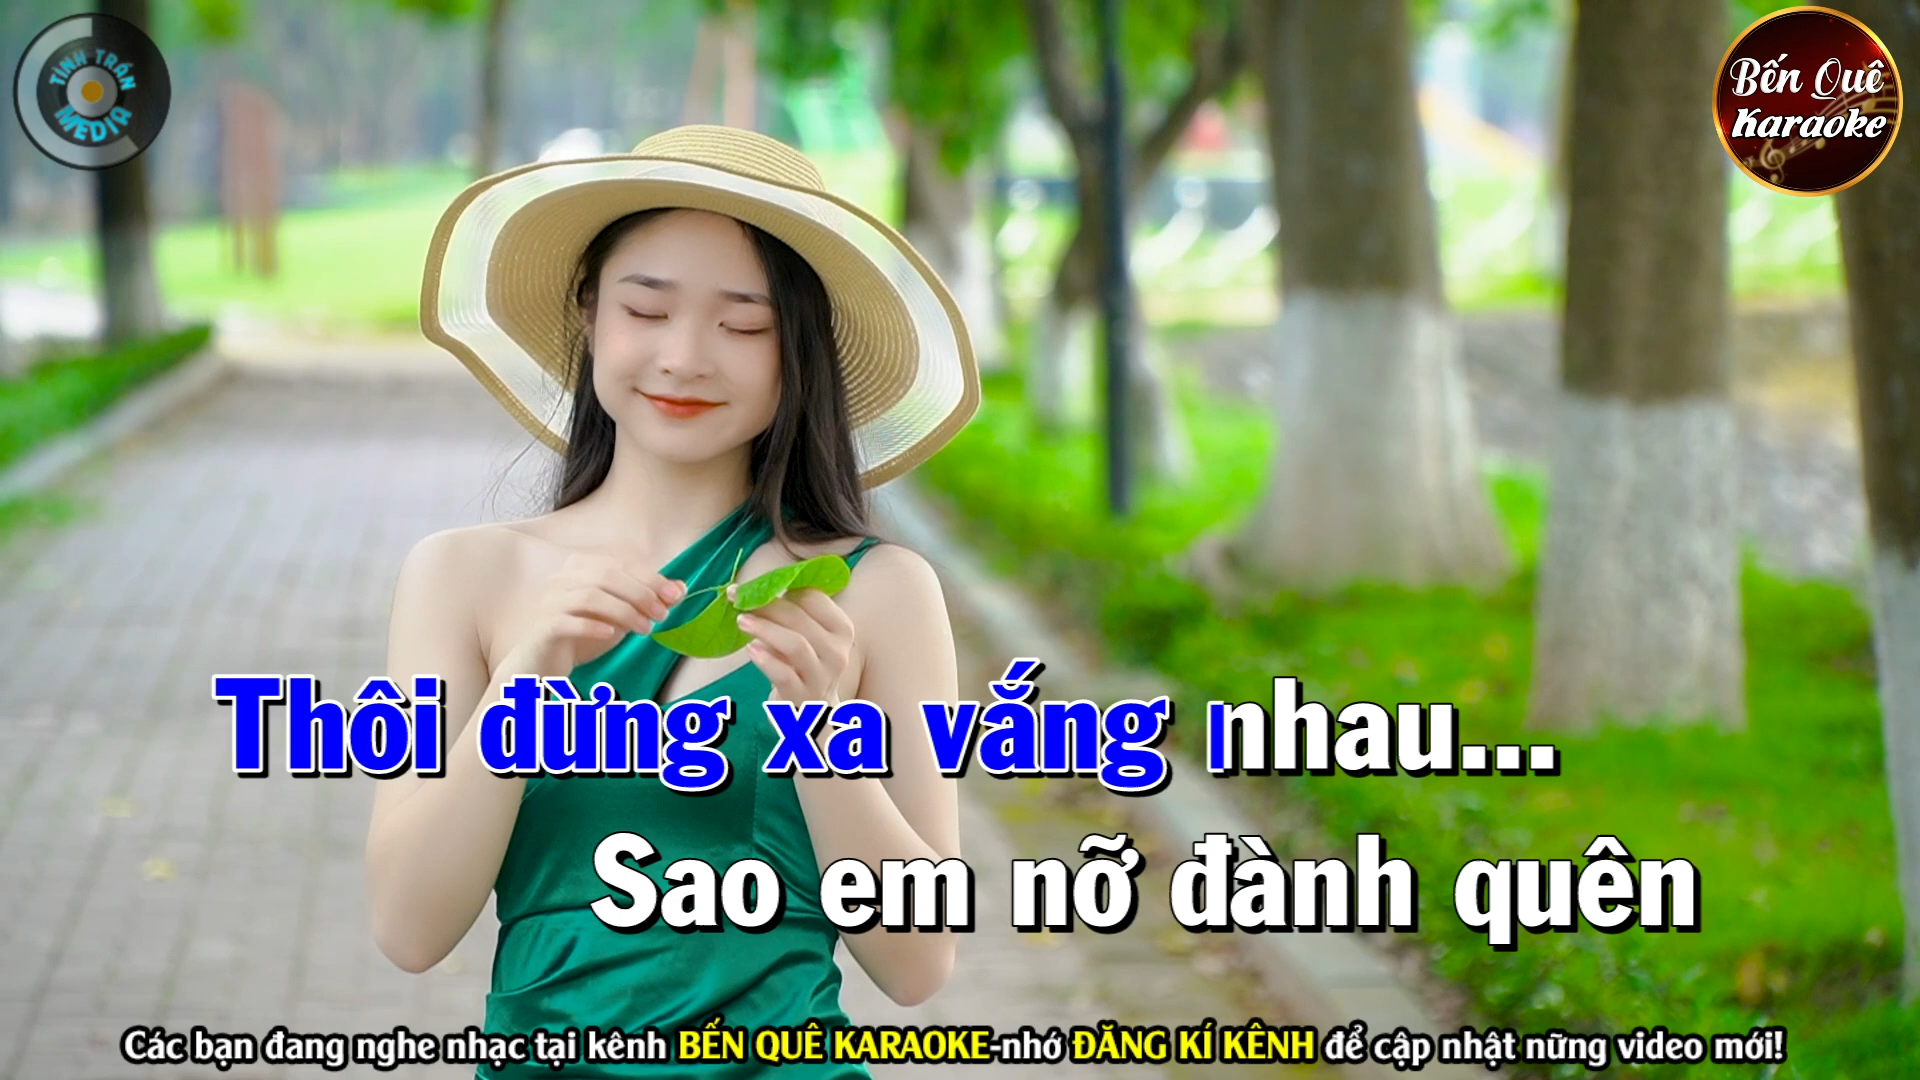 TÌNH TRẦN
MEDIA
Bến Quê
Karaoke
Thôi đừng xa vắng nhau...
Sao em nỡ đành quên
Các bạn đang nghe nhạc tại kênh BẾN QUÊ KARAOKE-nhớ ĐĂNG KÍ KÊNH để cập nhật nững video mới!